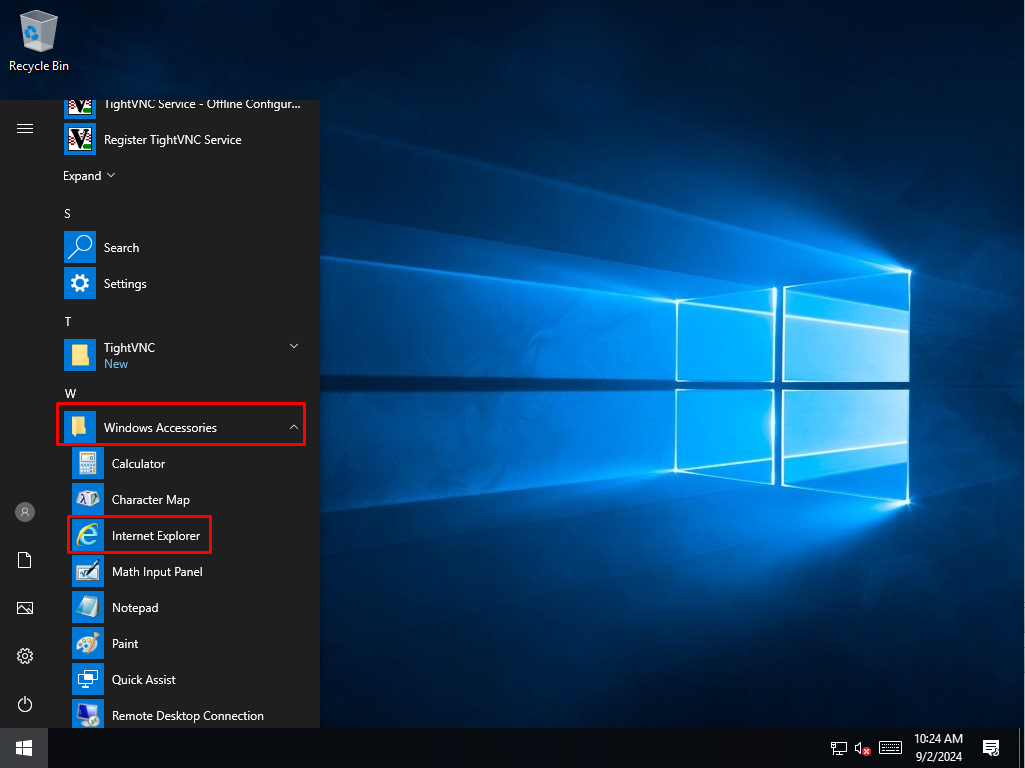 Recycle Bin
TightVNC Service - Offline Configur...
Register TightVNC Service
Expand
S
Search
Settings
T
TightVNC
New
W
Windows Accessories
Calculator
Character Map
Internet Explorer
Math Input Panel
Notepad
Paint
Quick Assist
Remote Desktop Connection
10:24 AM
9/2/2024